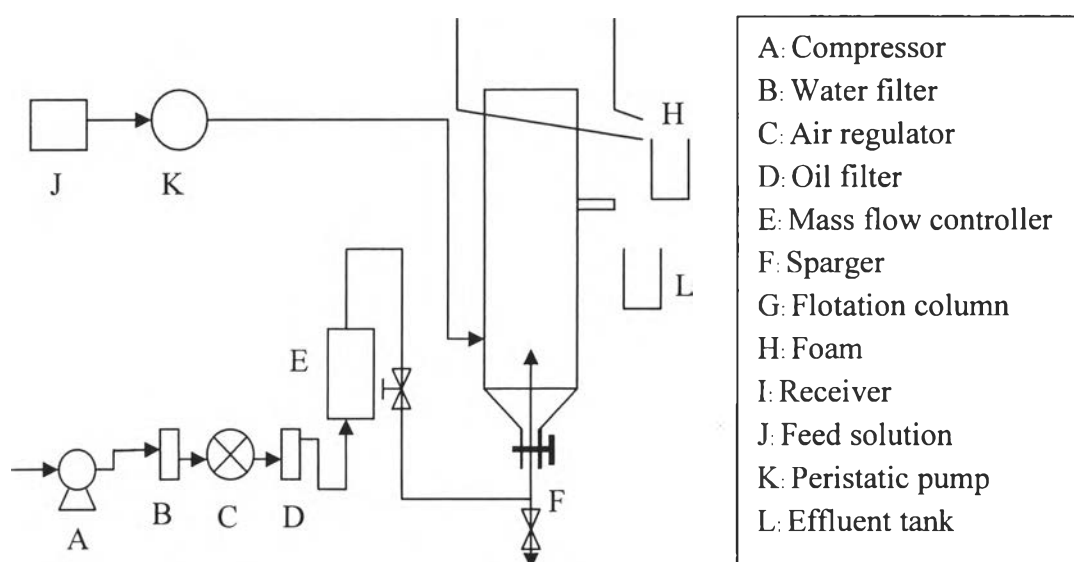 H
J
K
L
E
F
A
B
C
D
A: Compressor
B: Water filter
C: Air regulator
D: Oil filter
E: Mass flow controller
F: Sparger
G: Flotation column
H: Foam
I: Receiver
J: Feed solution
K: Peristatic pump
L: Effluent tank